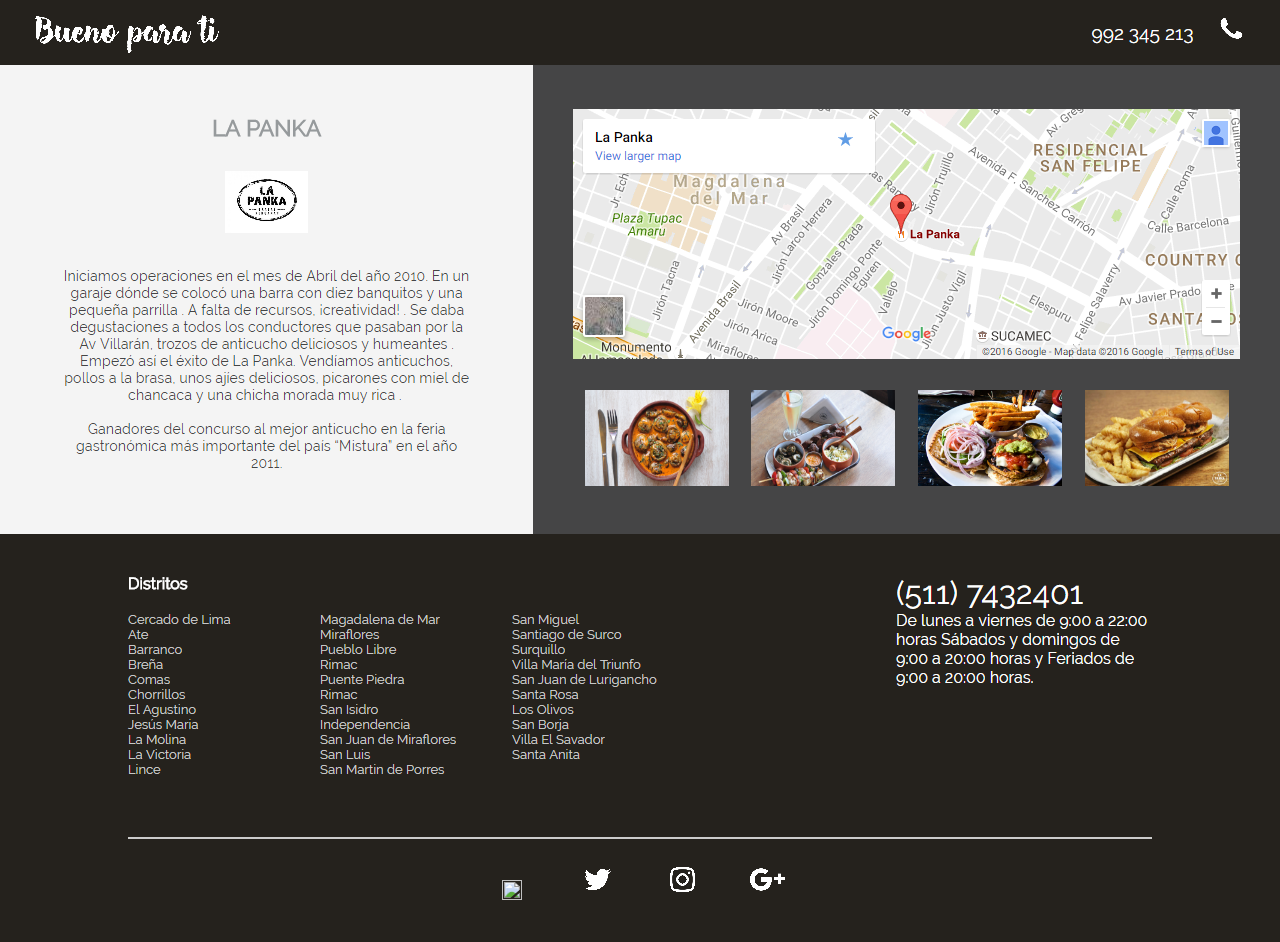 Bueno para ti
992 345 213
LA PANKA
LA
PANKA
Iniciamos operaciones en el mes de Abril del año 2010. En un
garaje dónde se colocó una barra con diez banquitos y una
pequeña parrilla . A falta de recursos, ¡creatividad! . Se daba
degustaciones a todos los conductores que pasaban por la
Av Villarán, trozos de anticucho deliciosos y humeantes .
Empezó así el éxito de La Panka. Vendíamos anticuchos,
pollos a la brasa, unos ajíes deliciosos, picarones con miel de
chancaca y una chicha morada muy rica .
Ganadores del concurso al mejor anticucho en la feria
gastronómica más importante del país “Mistura” en el año
2011.
La Panka
View larger map
Magdalena
del Mar
Plaza Tupac
Amaru
Jirón Tacna
Av Brasil
Jirón Larco Herrera
Gonzales Prada
Jirón Domingo Ponte
Eguren
Vallejo
Jirón Justo Vigil
Jirón Trujillo
Avenida F. Sanchez Carrión
RESIDENCIAL
SAN FELIPE
Calle Roma
Calle Barcelona
COUNTRY
Av Javier Prado
Felipe Salaverry
Elespuru
Avenida Brasil
Jirón Moore
Jirón Arica
Miraflores
Monumento
La Panka
SUCAMEC
Google
©2016 Google - Map data ©2016 Google Terms of Use
Distritos
Cercado de Lima
Ate
Barranco
Breña
Comas
Chorrillos
El Agustino
Jesús Maria
La Molina
La Victoria
Lince
Magadalena de Mar
Miraflores
Pueblo Libre
Rimac
Puente Piedra
Rimac
San Isidro
Independencia
San Juan de Miraflores
San Luis
San Martin de Porres
San Miguel
Santiago de Surco
Surquillo
Villa María del Triunfo
San Juan de Lurigancho
Santa Rosa
Los Olivos
San Borja
Villa El Savador
Santa Anita
(511) 7432401
De lunes a viernes de 9:00 a 22:00
horas Sábados y domingos de
9:00 a 20:00 horas y Feriados de
9:00 a 20:00 horas.